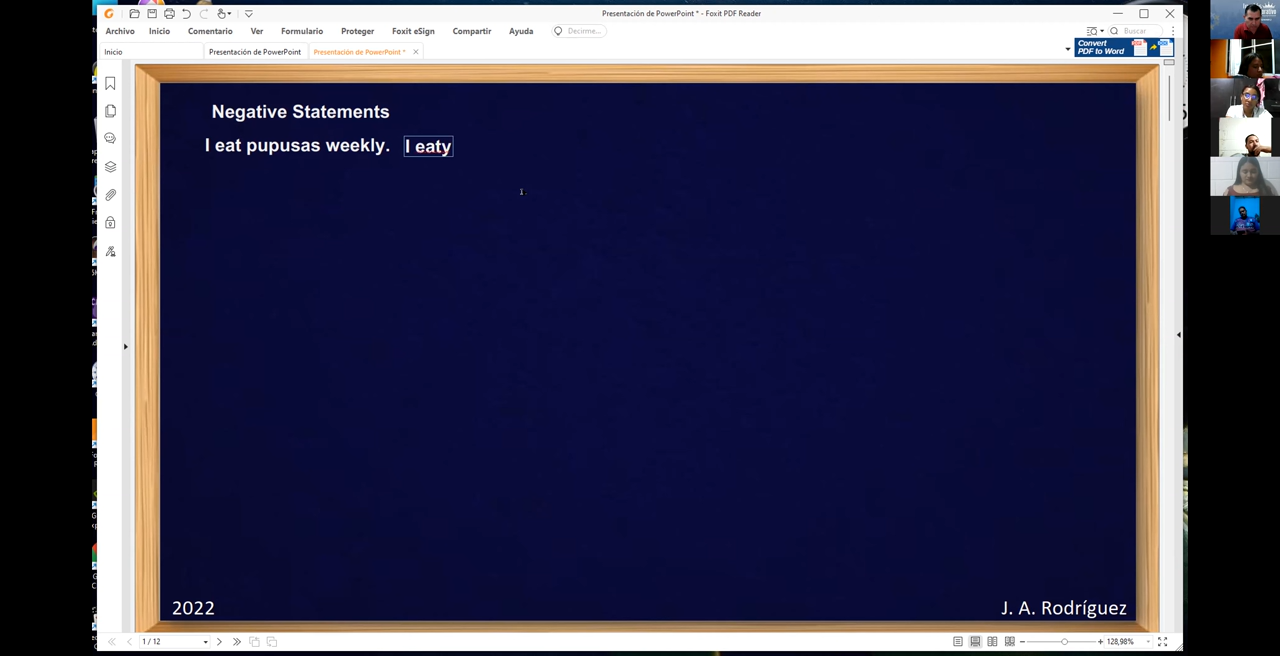 Presentación de PowerPoint * - Foxit PDF Reader
Archivo Inicio Comentario Ver Formulario Proteger Foxit eSign Compartir Ayuda Decirme... Buscar
Inicio Presentación de PowerPoint Presentación de PowerPoint * Convert PDF to Word
Negative Statements
I eat pupusas weekly. I eaty
2022 J. A. Rodríguez
1 / 12 128,98%